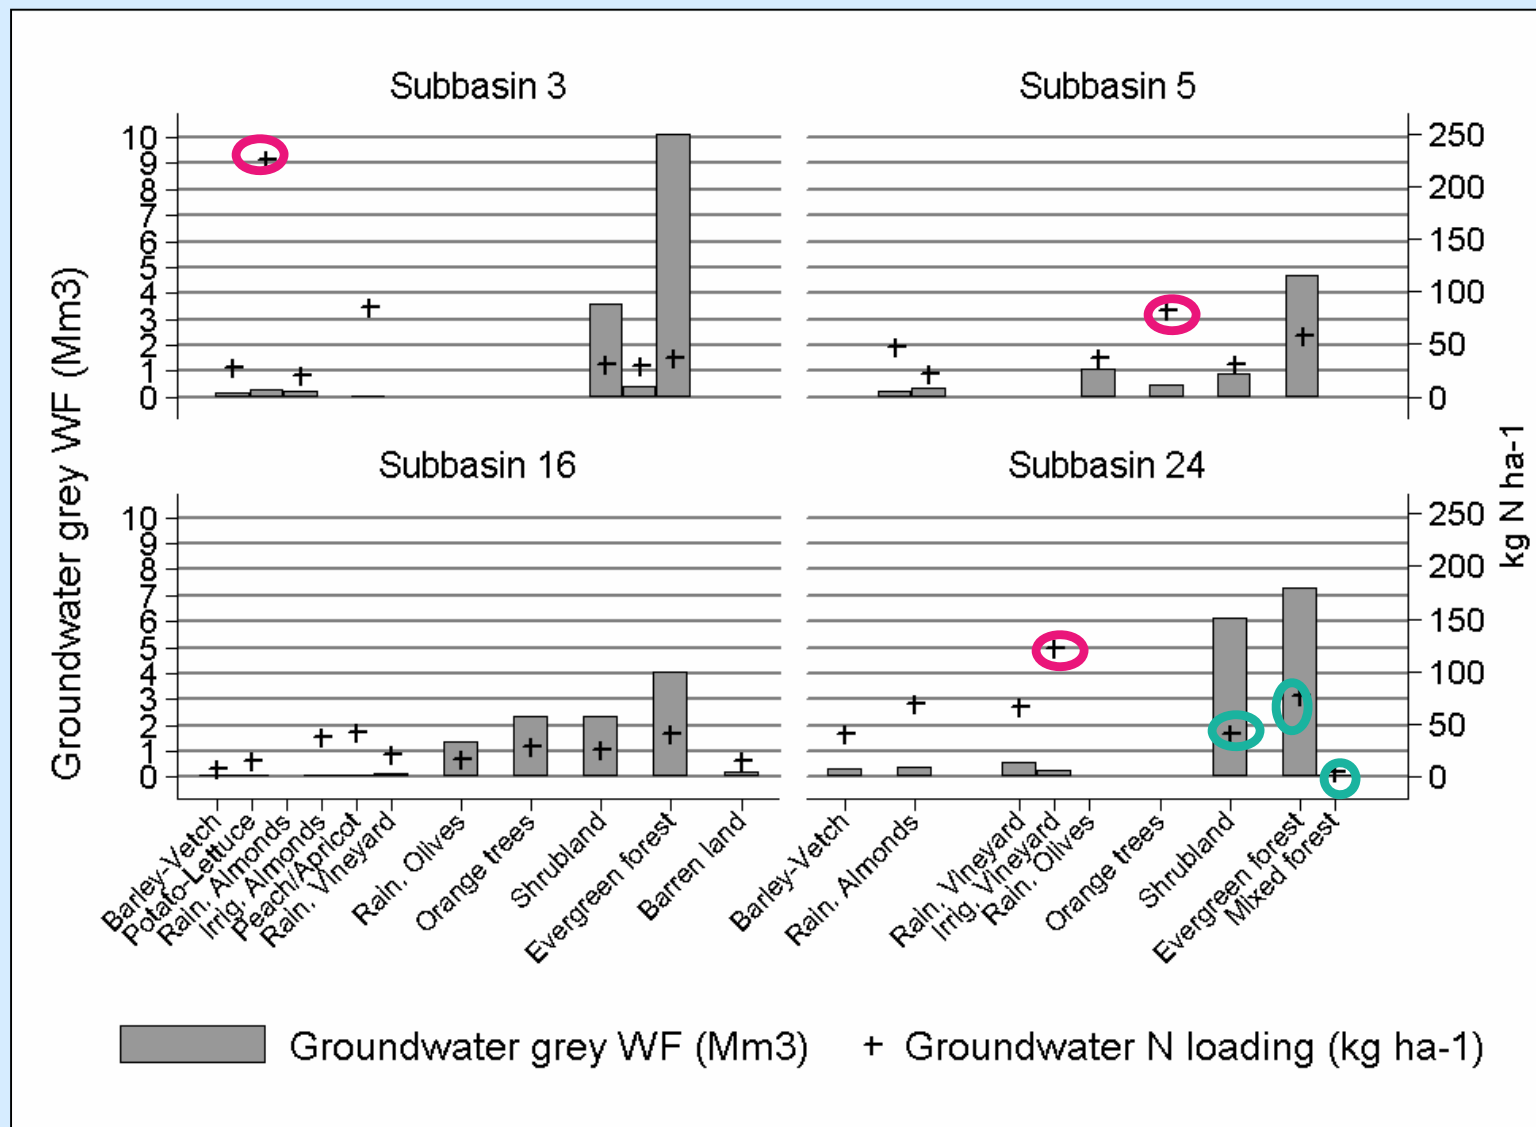 Subbasin 3
Subbasin 5
10
9
8
7
6
5
4
3
2
1
0
250
200
150
100
50
0
Groundwater grey WF (Mm3)
kg N ha-1
Subbasin 16
Subbasin 24
10
9
8
7
6
5
4
3
2
1
0
250
200
150
100
50
0
Barley-Vetch
Potato-Lettuce
Rain. Almonds
Irrig. Almonds
Peach/Apricot
Rain. Vineyard
Rain. Olives
Orange trees
Shrubland
Evergreen forest
Barren land
Barley-Vetch
Rain. Almonds
Rain. Vineyard
Irrig. Vineyard
Rain. Olives
Orange trees
Shrubland
Evergreen forest
Mixed forest
Groundwater grey WF (Mm3)
+ Groundwater N loading (kg ha-1)